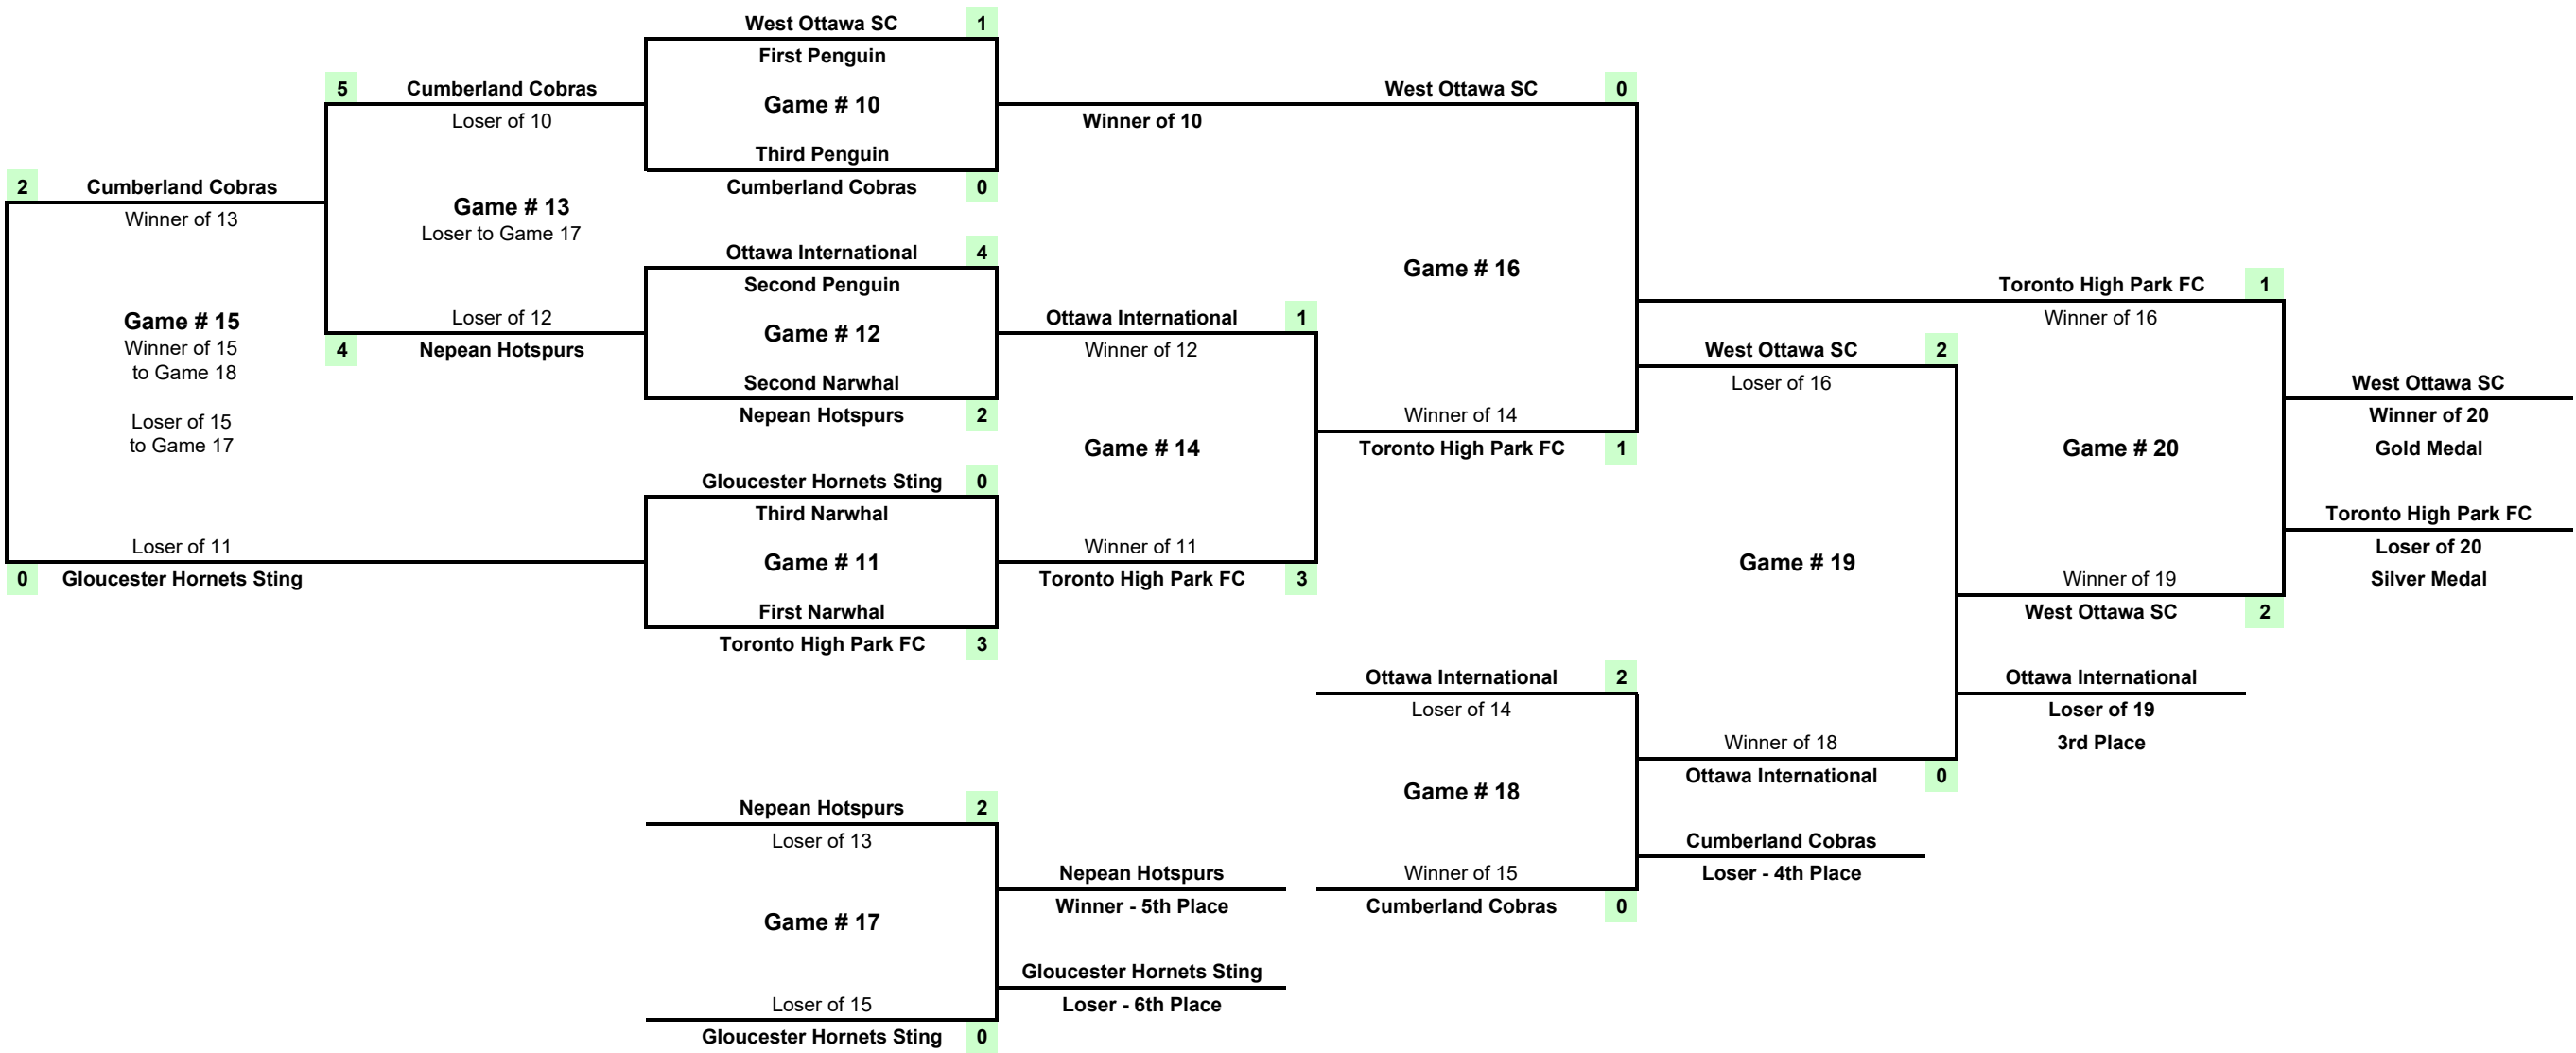 West Ottawa SC 1
First Penguin
5 Cumberland Cobras
Game # 10
West Ottawa SC 0
Loser of 10
Winner of 10
Third Penguin
2 Cumberland Cobras
Cumberland Cobras 0
Winner of 13
Game # 13
Loser to Game 17
Ottawa International 4
Game # 16
Second Penguin
Toronto High Park FC 1
Game # 15
Loser of 12
Ottawa International 1
Winner of 16
Game # 12
Winner of 15
4 Nepean Hotspurs
Winner of 12
West Ottawa SC 2
to Game 18
Second Narwhal
Loser of 16
West Ottawa SC
Loser of 15
Nepean Hotspurs 2
Winner of 14
Winner of 20
to Game 17
Game # 14
Toronto High Park FC 1
Game # 20
Gold Medal
Gloucester Hornets Sting 0
Third Narwhal
Toronto High Park FC
Loser of 11
Winner of 11
Loser of 20
Game # 11
Game # 19
0 Gloucester Hornets Sting
Toronto High Park FC 3
Winner of 19
Silver Medal
First Narwhal
West Ottawa SC 2
Toronto High Park FC 3
Ottawa International 2
Ottawa International
Loser of 14
Loser of 19
Winner of 18
3rd Place
Ottawa International 0
Game # 18
Nepean Hotspurs 2
Loser of 13
Cumberland Cobras
Nepean Hotspurs
Winner of 15
Loser - 4th Place
Winner - 5th Place
Cumberland Cobras 0
Game # 17
Gloucester Hornets Sting
Loser of 15
Loser - 6th Place
Gloucester Hornets Sting 0